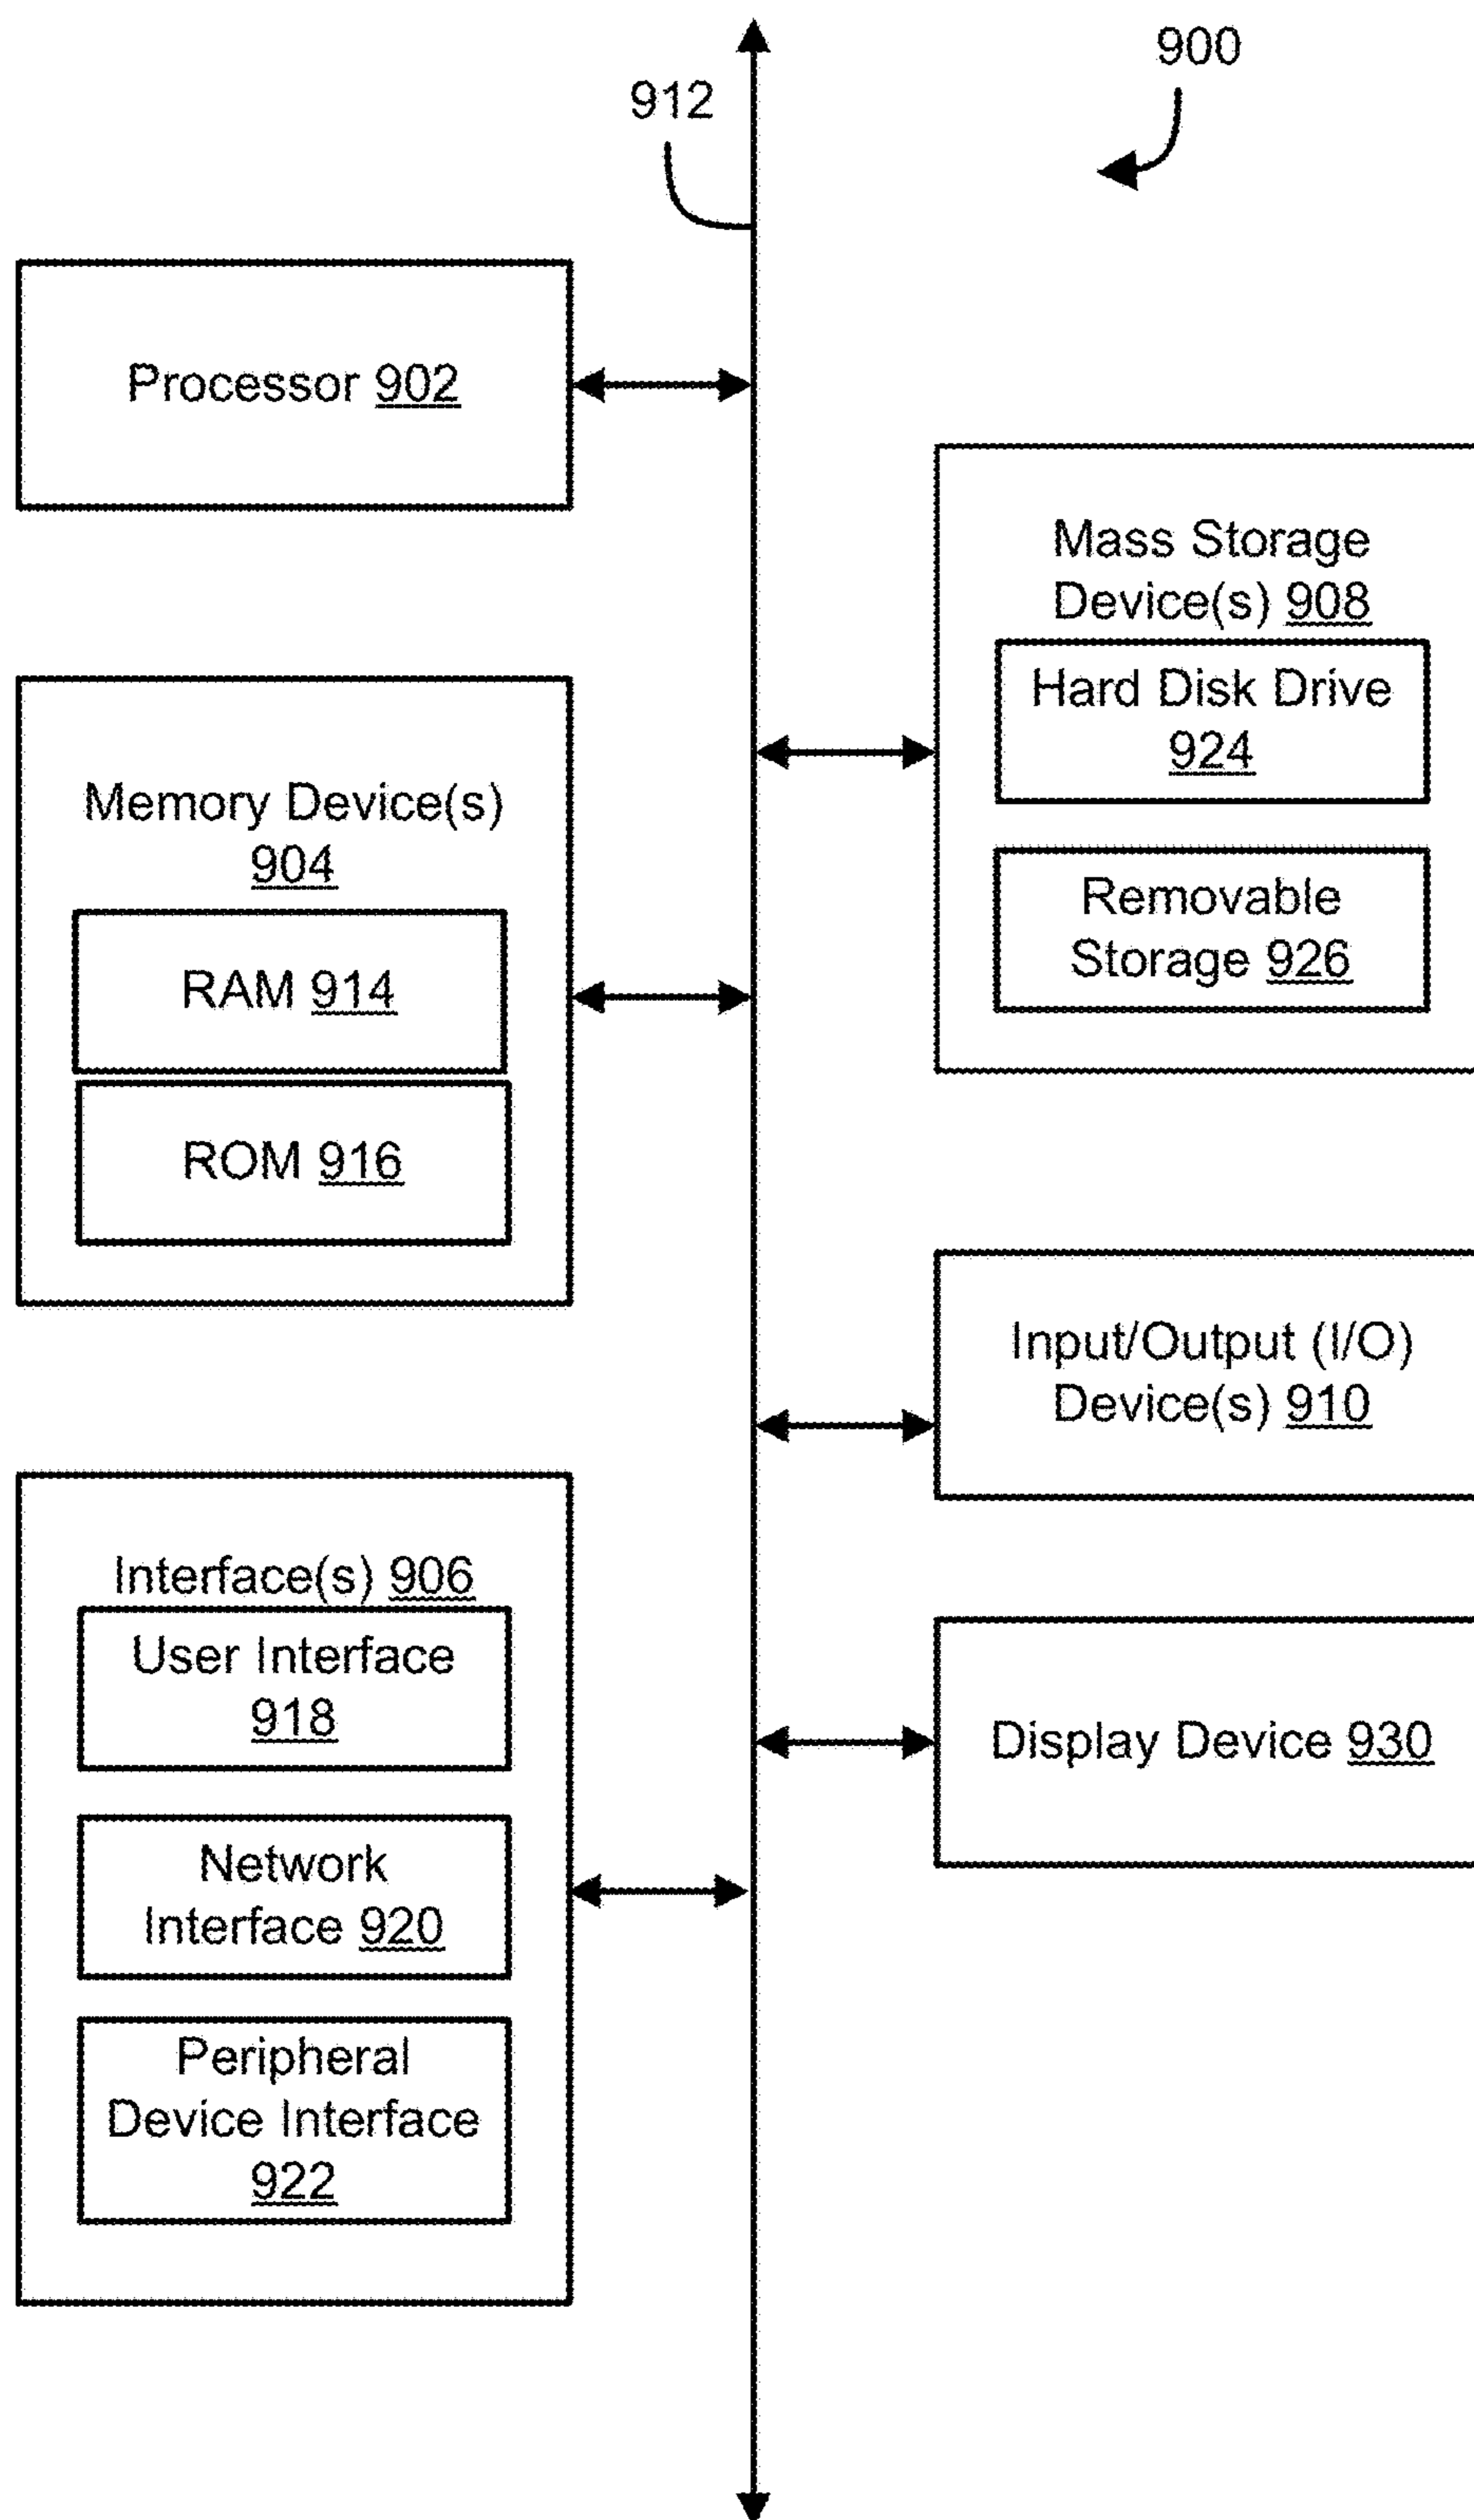 900
912
Processor 902
Mass Storage
Device(s) 908
Hard Disk Drive
924
Removable
Storage 926
Memory Device(s)
904
RAM 914
ROM 916
Input/Output (I/O)
Device(s) 910
Interface(s) 906
User Interface
918
Network
Interface 920
Peripheral
Device Interface
922
Display Device 930